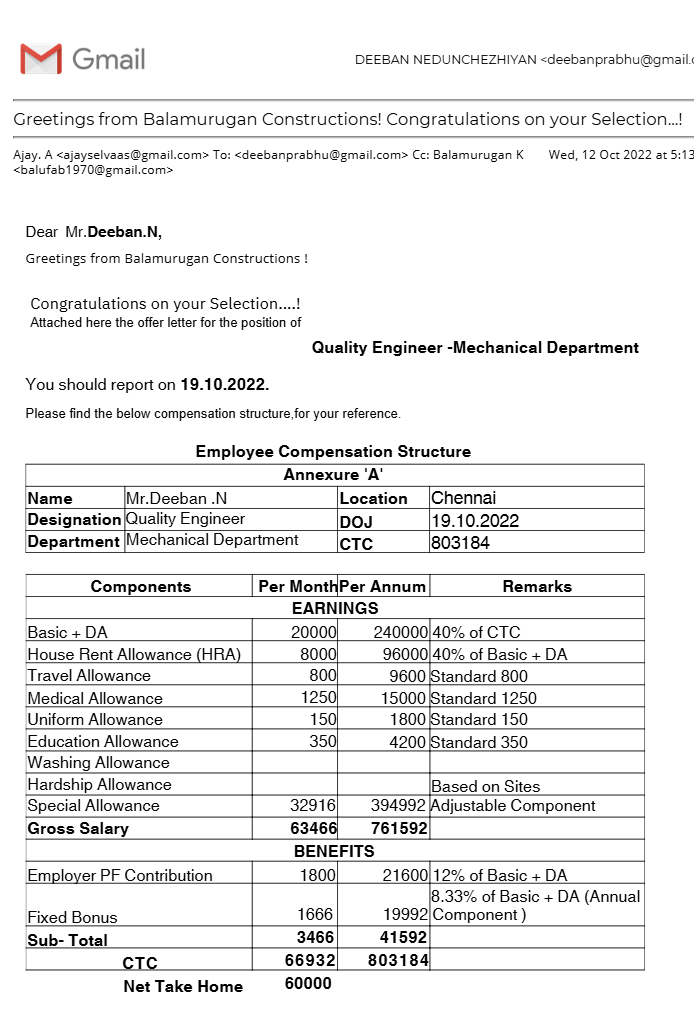 Gmail
DEEBAN NEDUNCHEZHIYAN <deebanprabhu@gmail.
Greetings from Balamurugan Constructions! Congratulations on your Selection...!
Ajay. A <ajayselvaas@gmail.com> To: <deebanprabhu@gmail.com> Cc: Balamurugan K Wed, 12 Oct 2022 at 5:13
<balufab1970@gmail.com>
Dear Mr.Deeban.N,
Greetings from Balamurugan Constructions !
Congratulations on your Selection....!
Attached here the offer letter for the position of
Quality Engineer -Mechanical Department
You should report on 19.10.2022.
Please find the below compensation structure,for your reference.
Employee Compensation Structure
Annexure 'A'
Name Mr.Deeban .N Location Chennai
Designation Quality Engineer DOJ 19.10.2022
Department Mechanical Department CTC 803184
Components Per Month Per Annum Remarks
EARNINGS
Basic + DA 20000 240000 40% of CTC
House Rent Allowance (HRA) 8000 96000 40% of Basic + DA
Travel Allowance 800 9600 Standard 800
Medical Allowance 1250 15000 Standard 1250
Uniform Allowance 150 1800 Standard 150
Education Allowance 350 4200 Standard 350
Washing Allowance
Hardship Allowance Based on Sites
Special Allowance 32916 394992 Adjustable Component
Gross Salary 63466 761592
BENEFITS
Employer PF Contribution 1800 21600 12% of Basic + DA
8.33% of Basic + DA (Annual
Fixed Bonus 1666 19992 Component )
Sub- Total 3466 41592
CTC 66932 803184
Net Take Home 60000